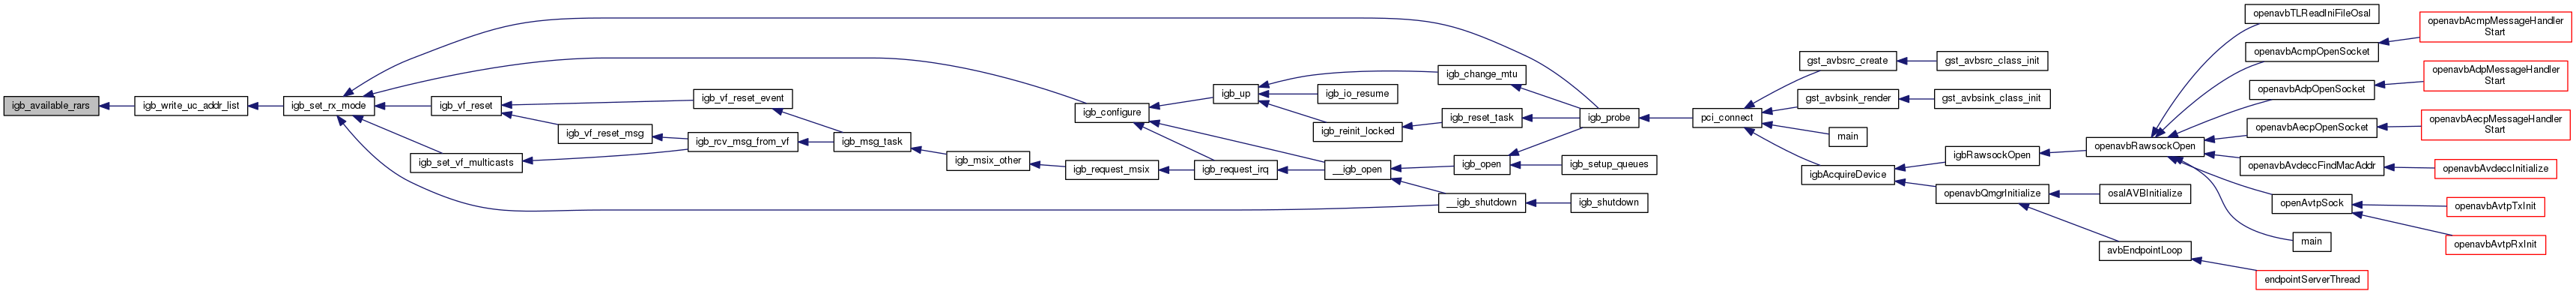 igb_available_rars
igb_write_uc_addr_list
igb_set_rx_mode
igb_vf_reset
igb_set_vf_multicasts
igb_vf_reset_msg
igb_vf_reset_event
igb_rcv_msg_from_vf
igb_msg_task
igb_msix_other
igb_request_msix
igb_configure
igb_request_irq
igb_up
igb_reinit_locked
igb_io_resume
__igb_open
igb_change_mtu
igb_reset_task
igb_open
__igb_shutdown
igb_probe
igb_setup_queues
igb_shutdown
pci_connect
gst_avbsrc_create
gst_avbsink_render
main
igbAcquireDevice
gst_avbsrc_class_init
gst_avbsink_class_init
igbRawsockOpen
openavbQmgrInitialize
openavbRawsockOpen
osalAVBInitialize
avbEndpointLoop
openavbTLReadIniFileOsal
openavbAcmpOpenSocket
openavbAdpOpenSocket
openavbAecpOpenSocket
openavbAvdeccFindMacAddr
openAvtpSock
main
endpointServerThread
openavbAcmpMessageHandler
Start
openavbAdpMessageHandler
Start
openavbAecpMessageHandler
Start
openavbAvdeccInitialize
openavbAvtpTxInit
openavbAvtpRxInit